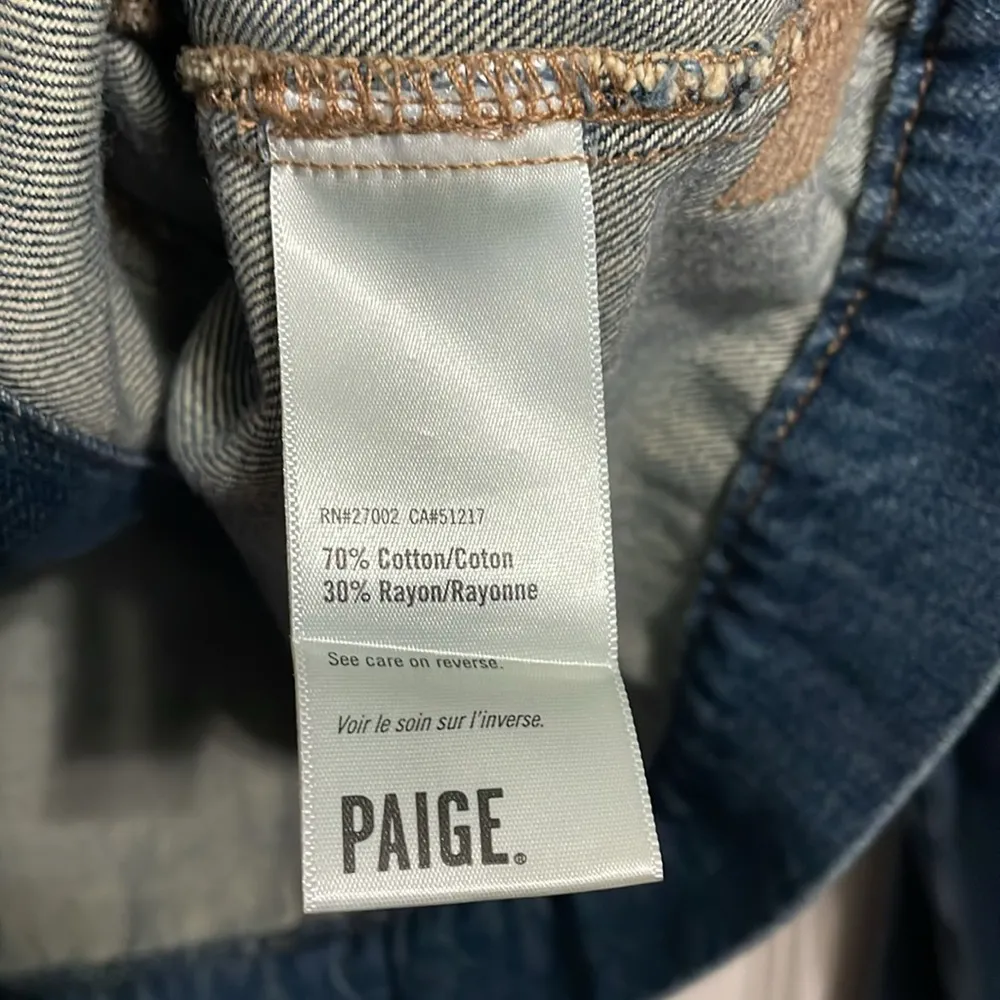 RN#27002 CA#51217
70% Cotton/Coton
30% Rayon/Rayonne
See care on reverse.
Voir le soin sur l'inverse.
PAIGE®